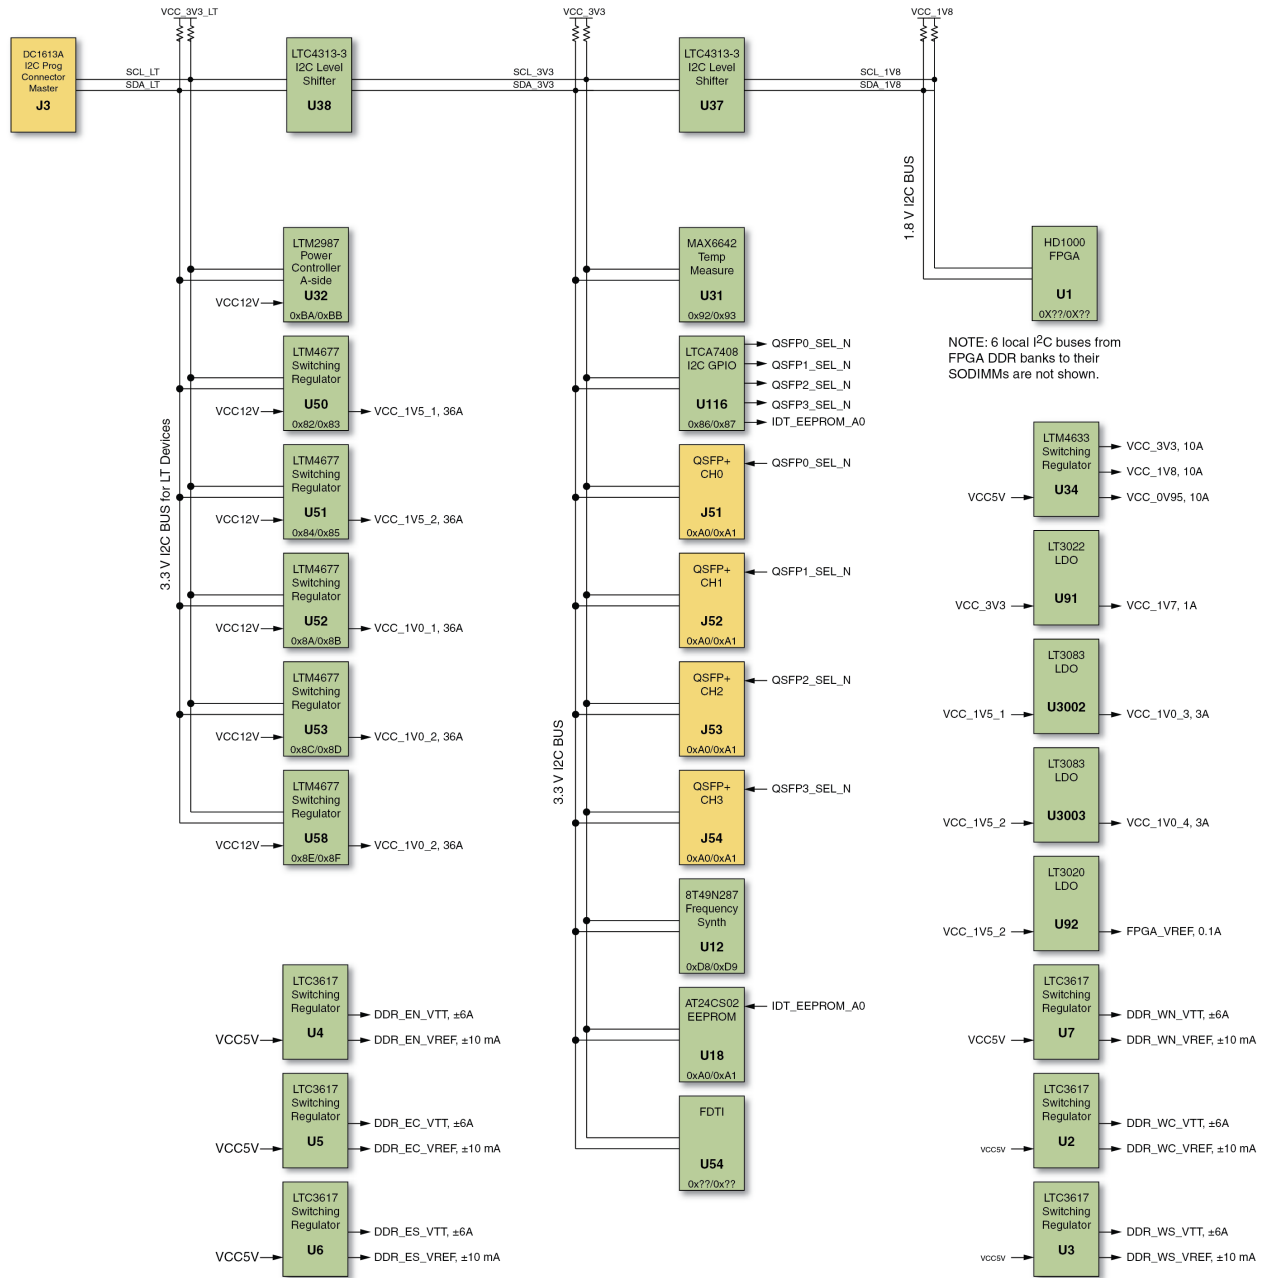 VCC_3V3_LT
VCC_3V3
VCC_1V8
DC1613A
I2C Prog
Connector
Master
J3
SCL_LT
SDA_LT
LTC4313-3
I2C Level
Shifter
U38
SCL_3V3
SDA_3V3
LTC4313-3
I2C Level
Shifter
U37
SCL_1V8
SDA_1V8
3.3 V I2C BUS for LT Devices
LTM2987
Power
Controller
A-side
U32
0xBA/0xBB
VCC12V
LTM4677
Switching
Regulator
U50
0x82/0x83
VCC12V
VCC_1V5_1, 36A
LTM4677
Switching
Regulator
U51
0x84/0x85
VCC12V
VCC_1V5_2, 36A
LTM4677
Switching
Regulator
U52
0x8A/0x8B
VCC12V
VCC_1V0_1, 36A
LTM4677
Switching
Regulator
U53
0x8C/0x8D
VCC12V
VCC_1V0_2, 36A
LTM4677
Switching
Regulator
U58
0x8E/0x8F
VCC12V
VCC_1V0_2, 36A
LTC3617
Switching
Regulator
U4
VCC5V
DDR_EN_VTT, ±6A
DDR_EN_VREF, ±10 mA
LTC3617
Switching
Regulator
U5
VCC5V
DDR_EC_VTT, ±6A
DDR_EC_VREF, ±10 mA
LTC3617
Switching
Regulator
U6
VCC5V
DDR_ES_VTT, ±6A
DDR_ES_VREF, ±10 mA
3.3 V I2C BUS
MAX6642
Temp
Measure
U31
0x92/0x93
LTCA7408
I2C GPIO
U116
0x86/0x87
QSFP0_SEL_N
QSFP1_SEL_N
QSFP2_SEL_N
QSFP3_SEL_N
IDT_EEPROM_A0
QSFP+
CH0
J51
0xA0/0xA1
QSFP0_SEL_N
QSFP+
CH1
J52
0xA0/0xA1
QSFP1_SEL_N
QSFP+
CH2
J53
0xA0/0xA1
QSFP2_SEL_N
QSFP+
CH3
J54
0xA0/0xA1
QSFP3_SEL_N
8T49N287
Frequency
Synth
U12
0xD8/0xD9
AT24CS02
EEPROM
U18
0xA0/0xA1
IDT_EEPROM_A0
FDTI
U54
0x??/0x??
1.8 V I2C BUS
HD1000
FPGA
U1
0X??/0X??
NOTE: 6 local I²C buses from
FPGA DDR banks to their
SODIMMs are not shown.
LTM4633
Switching
Regulator
U34
VCC5V
VCC_3V3, 10A
VCC_1V8, 10A
VCC_0V95, 10A
LT3022
LDO
U91
VCC_3V3
VCC_1V7, 1A
LT3083
LDO
U3002
VCC_1V5_1
VCC_1V0_3, 3A
LT3083
LDO
U3003
VCC_1V5_2
VCC_1V0_4, 3A
LT3020
LDO
U92
VCC_1V5_2
FPGA_VREF, 0.1A
LTC3617
Switching
Regulator
U7
VCC5V
DDR_WN_VTT, ±6A
DDR_WN_VREF, ±10 mA
LTC3617
Switching
Regulator
U2
VCC5V
DDR_WC_VTT, ±6A
DDR_WC_VREF, ±10 mA
LTC3617
Switching
Regulator
U3
VCC5V
DDR_WS_VTT, ±6A
DDR_WS_VREF, ±10 mA